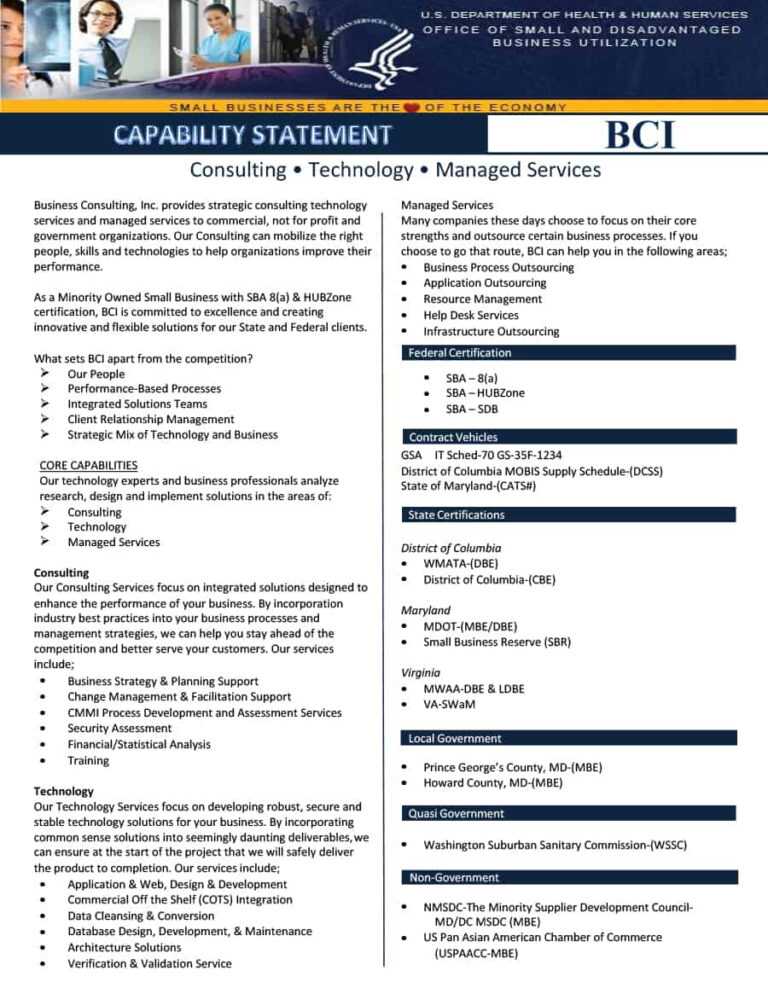 U.S. DEPARTMENT OF HEALTH & HUMAN SERVICES
OFFICE OF SMALL AND DISADVANTAGED
BUSINESS UTILIZATION
SMALL BUSINESSES ARE THE ❤ OF THE ECONOMY
CAPABILITY STATEMENT
BCI
Consulting • Technology • Managed Services
Business Consulting, Inc. provides strategic consulting technology
services and managed services to commercial, not for profit and
government organizations. Our Consulting can mobilize the right
people, skills and technologies to help organizations improve their
performance.
As a Minority Owned Small Business with SBA 8(a) & HUBZone
certification, BCI is committed to excellence and creating
innovative and flexible solutions for our State and Federal clients.
What sets BCI apart from the competition?
➢ Our People
➢ Performance-Based Processes
➢ Integrated Solutions Teams
➢ Client Relationship Management
➢ Strategic Mix of Technology and Business
CORE CAPABILITIES
Our technology experts and business professionals analyze
research, design and implement solutions in the areas of:
➢ Consulting
➢ Technology
➢ Managed Services
Consulting
Our Consulting Services focus on integrated solutions designed to
enhance the performance of your business. By incorporation
industry best practices into your business processes and
management strategies, we can help you stay ahead of the
competition and better serve your customers. Our services
include;
• Business Strategy & Planning Support
• Change Management & Facilitation Support
• CMMI Process Development and Assessment Services
• Security Assessment
• Financial/Statistical Analysis
• Training
Technology
Our Technology Services focus on developing robust, secure and
stable technology solutions for your business. By incorporating
common sense solutions into seemingly daunting deliverables, we
can ensure at the start of the project that we will safely deliver
the product to completion. Our services include;
• Application & Web, Design & Development
• Commercial Off the Shelf (COTS) Integration
• Data Cleansing & Conversion
• Database Design, Development, & Maintenance
• Architecture Solutions
• Verification & Validation Service
Managed Services
Many companies these days choose to focus on their core
strengths and outsource certain business processes. If you
choose to go that route, BCI can help you in the following areas;
• Business Process Outsourcing
• Application Outsourcing
• Resource Management
• Help Desk Services
• Infrastructure Outsourcing
Federal Certification
• SBA – 8(a)
• SBA – HUBZone
• SBA – SDB
Contract Vehicles
GSA IT Sched-70 GS-35F-1234
District of Columbia MOBIS Supply Schedule-(DCSS)
State of Maryland-(CATS#)
State Certifications
District of Columbia
• WMATA-(DBE)
• District of Columbia-(CBE)
Maryland
• MDOT-(MBE/DBE)
• Small Business Reserve (SBR)
Virginia
• MWAA-DBE & LDBE
• VA-SWaM
Local Government
• Prince George's County, MD-(MBE)
• Howard County, MD-(MBE)
Quasi Government
• Washington Suburban Sanitary Commission-(WSSC)
Non-Government
• NMSDC-The Minority Supplier Development Council-
MD/DC MSDC (MBE)
• US Pan Asian American Chamber of Commerce
(USPAACC-MBE)